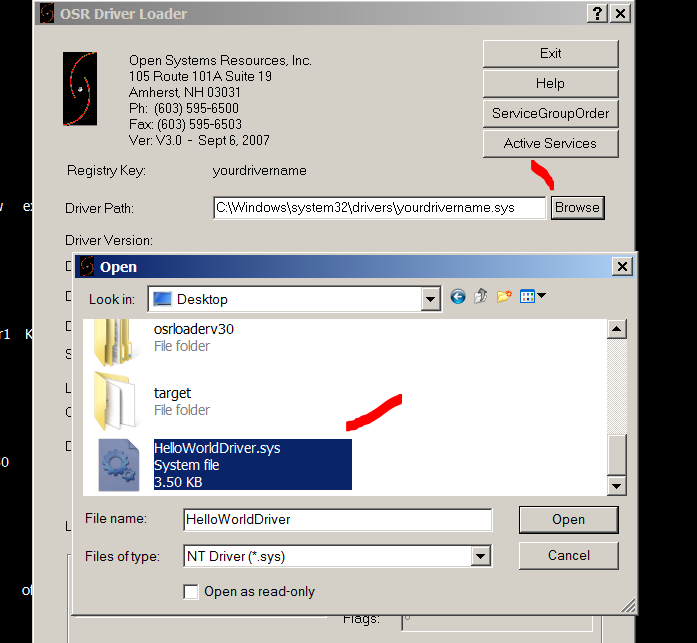 OSR Driver Loader
Open Systems Resources, Inc.
105 Route 101A Suite 19
Amherst, NH 03031
Ph: (603) 595-6500
Fax: (603) 595-6503
Ver: V3.0 - Sept 6, 2007
Exit
Help
ServiceGroupOrder
Active Services
Registry Key: yourdrivername
Driver Path: C:\Windows\system32\drivers\yourdrivername.sys Browse
Driver Version:
Open
Look in: Desktop
osrloaderv30
File folder
target
File folder
HelloWorldDriver.sys
System file
3.50 KB
File name: HelloWorldDriver Open
Files of type: NT Driver (*.sys) Cancel
Open as read-only
Flags: 0